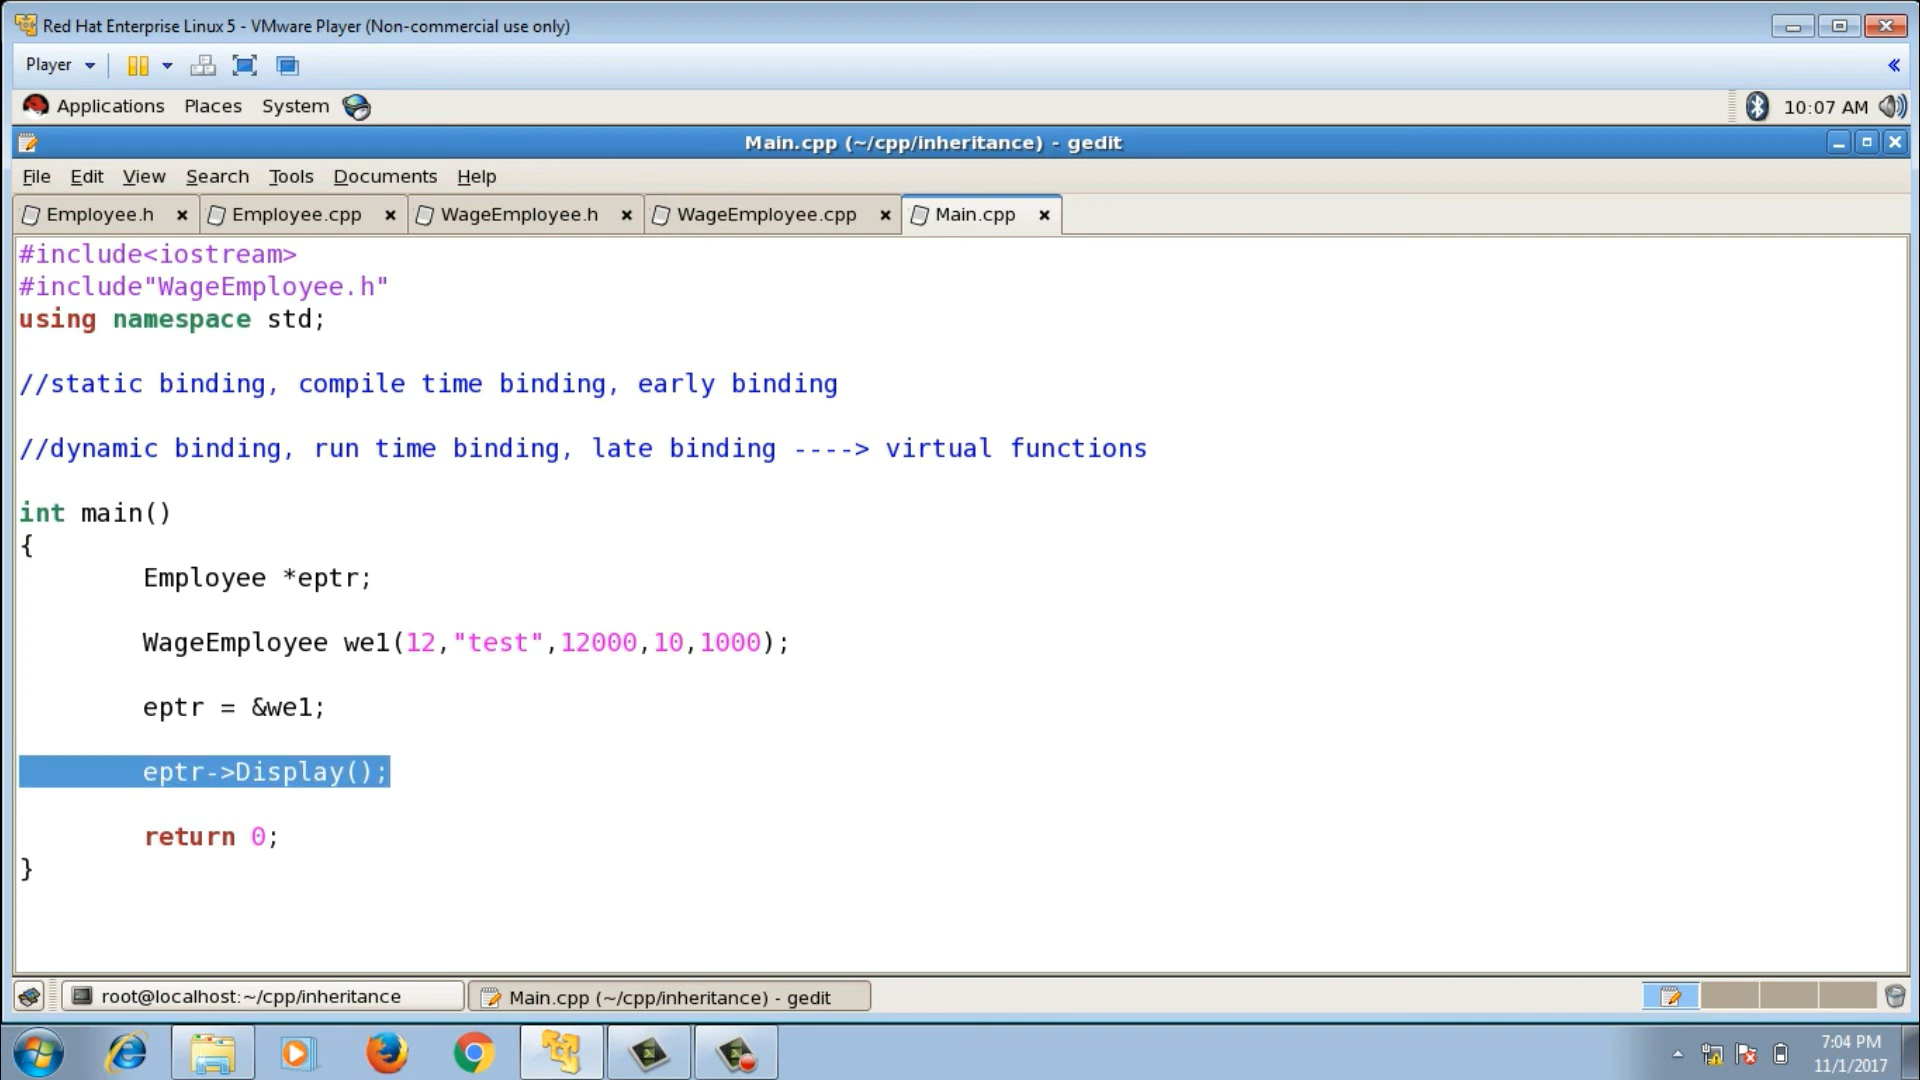 Red Hat Enterprise Linux 5 - VMware Player (Non-commercial use only)
Player
Applications Places System 10:07 AM
Main.cpp (~/cpp/inheritance) - gedit
File Edit View Search Tools Documents Help
Employee.h Employee.cpp WageEmployee.h WageEmployee.cpp Main.cpp
#include<iostream>
#include"WageEmployee.h"
using namespace std;
//static binding, compile time binding, early binding
//dynamic binding, run time binding, late binding ----> virtual functions
int main()
{
Employee *eptr;
WageEmployee we1(12,"test",12000,10,1000);
eptr = &we1;
eptr->Display();
return 0;
}
root@localhost:~/cpp/inheritance Main.cpp (~/cpp/inheritance) - gedit
7:04 PM
11/1/2017